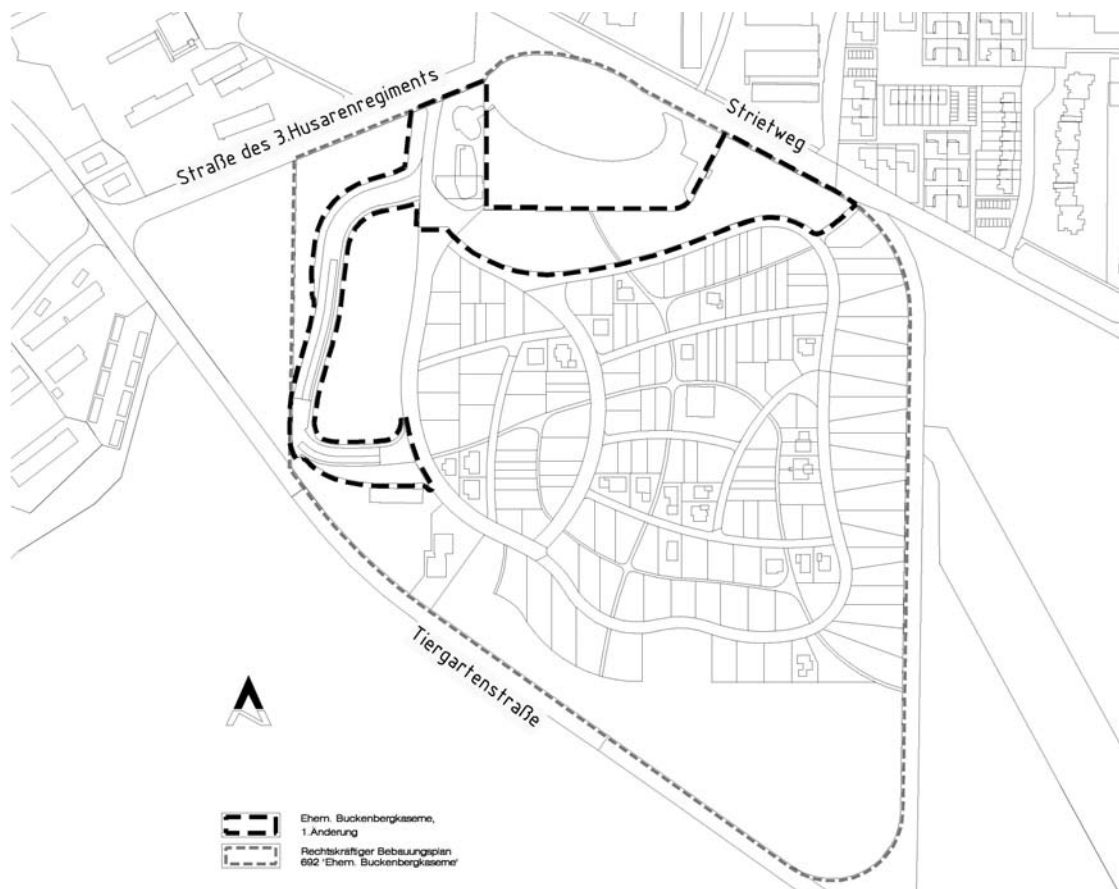 Straße des 3.Husarenregiments
Strietweg
Tiergartenstraße
N
Ehem. Buckenbergkaserne,
1.Änderung
Rechtskräftiger Bebauungsplan
692 'Ehem. Buckenbergkaserne'